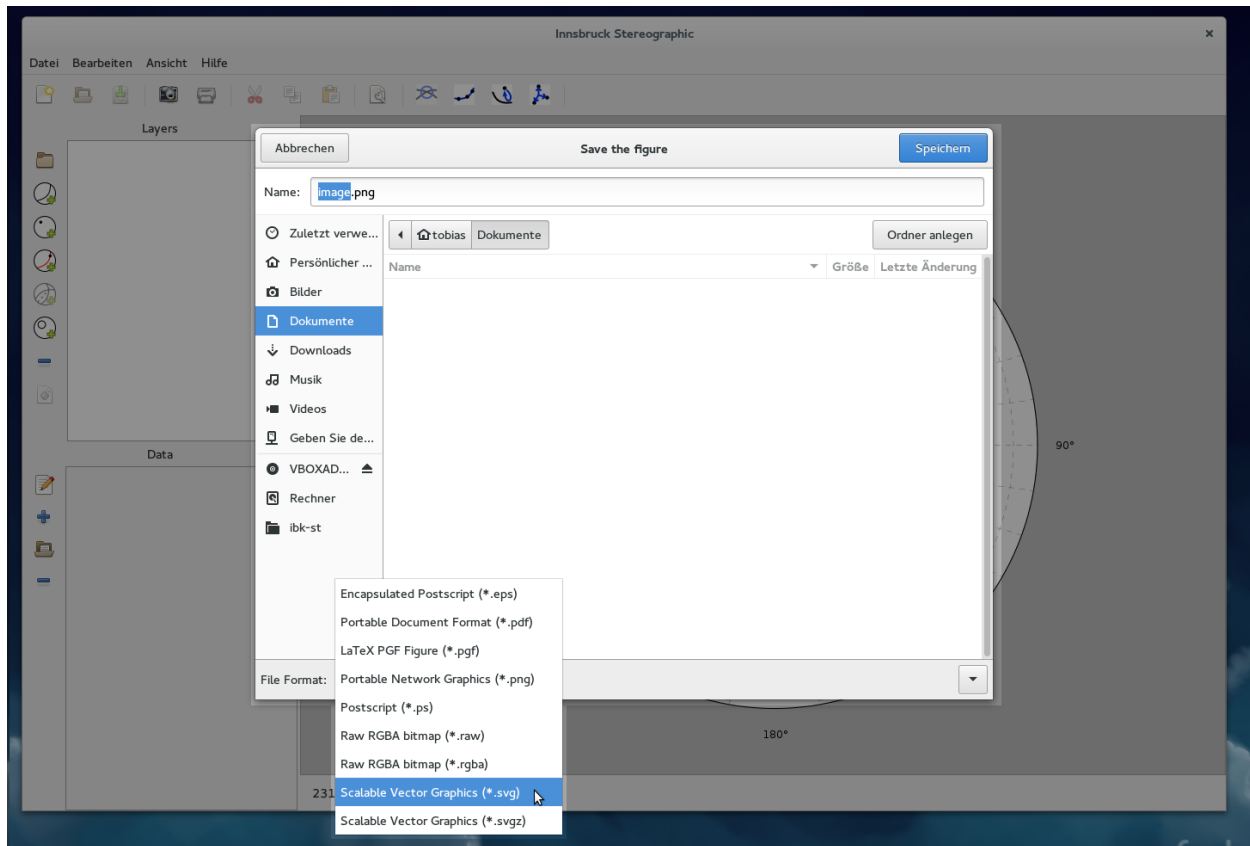 Innsbruck Stereographic
Datei Bearbeiten Ansicht Hilfe
Layers
Abbrechen Save the figure Speichern
Name: image.png
Zuletzt verwe...
tobias Dokumente Ordner anlegen
Persönlicher ...
Name Größe Letzte Änderung
Bilder
Dokumente
Downloads
Musik
Videos
Geben Sie de...
VBOXAD...
Rechner
ibk-st
Data
90°
Encapsulated Postscript (*.eps)
Portable Document Format (*.pdf)
LaTeX PGF Figure (*.pgf)
File Format: Portable Network Graphics (*.png)
Postscript (*.ps)
180°
Raw RGBA bitmap (*.raw)
Raw RGBA bitmap (*.rgba)
231 Scalable Vector Graphics (*.svg)
Scalable Vector Graphics (*.svgz)